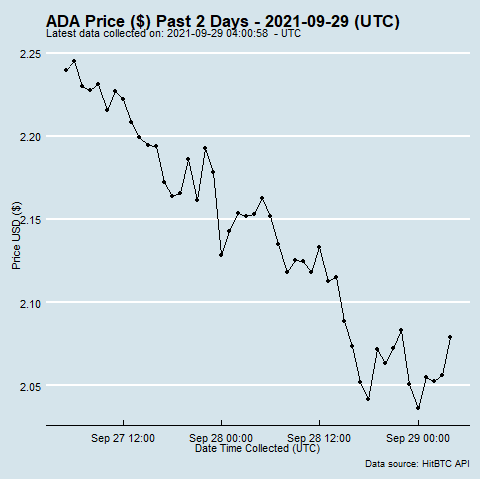 ADA Price ($) Past 2 Days - 2021-09-29 (UTC)
Latest data collected on: 2021-09-29 04:00:58  - UTC
2.25
2.20
2.15
2.10
2.05
Price USD ($)
Sep 27 12:00
Sep 28 00:00
Sep 28 12:00
Sep 29 00:00
Date Time Collected (UTC)
Data source: HitBTC API